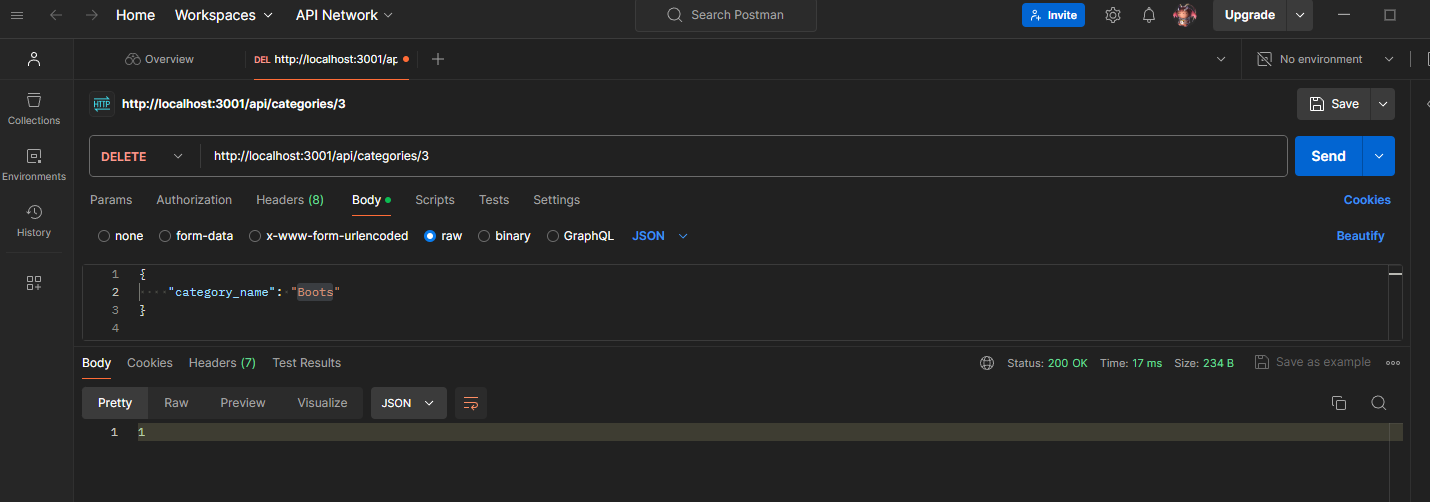 Home Workspaces API Network Search Postman Invite Upgrade
Overview DEL http://localhost:3001/ap No environment
HTTP http://localhost:3001/api/categories/3 Save
Collections
DELETE http://localhost:3001/api/categories/3 Send
Environments
Params Authorization Headers (8) Body Scripts Tests Settings Cookies
History
none form-data x-www-form-urlencoded raw binary GraphQL JSON Beautify
1 {
2 "category_name": "Boots"
3 }
4
Body Cookies Headers (7) Test Results Status: 200 OK Time: 17 ms Size: 234 B Save as example
Pretty Raw Preview Visualize JSON
1 1